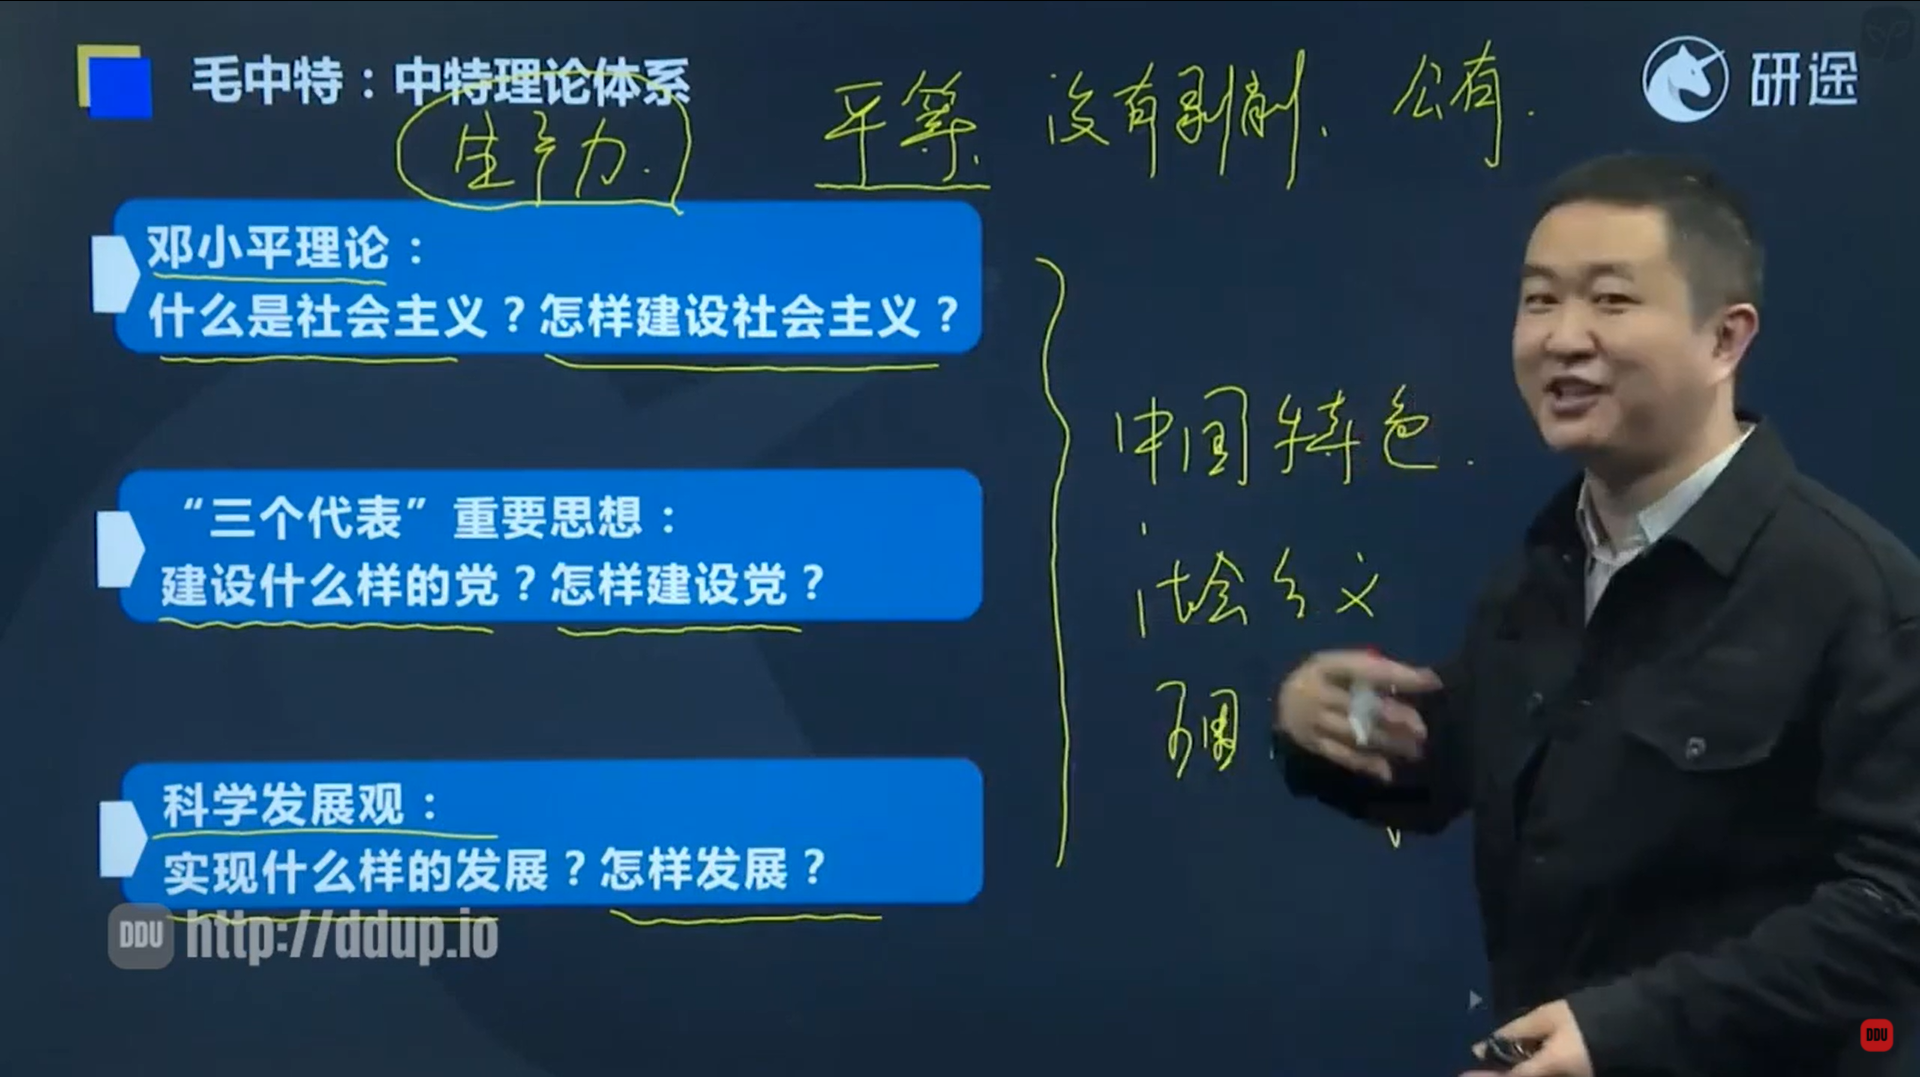 毛中特：中特理论体系
平等、没有剥削、公有.
研途
生产力.
邓小平理论：
什么是社会主义？怎样建设社会主义？
中国特色.
“三个代表”重要思想：
建设什么样的党？怎样建设党？
社会主义
科学发展观：
实现什么样的发展？怎样发展？
DDU http://ddup.io
DDU